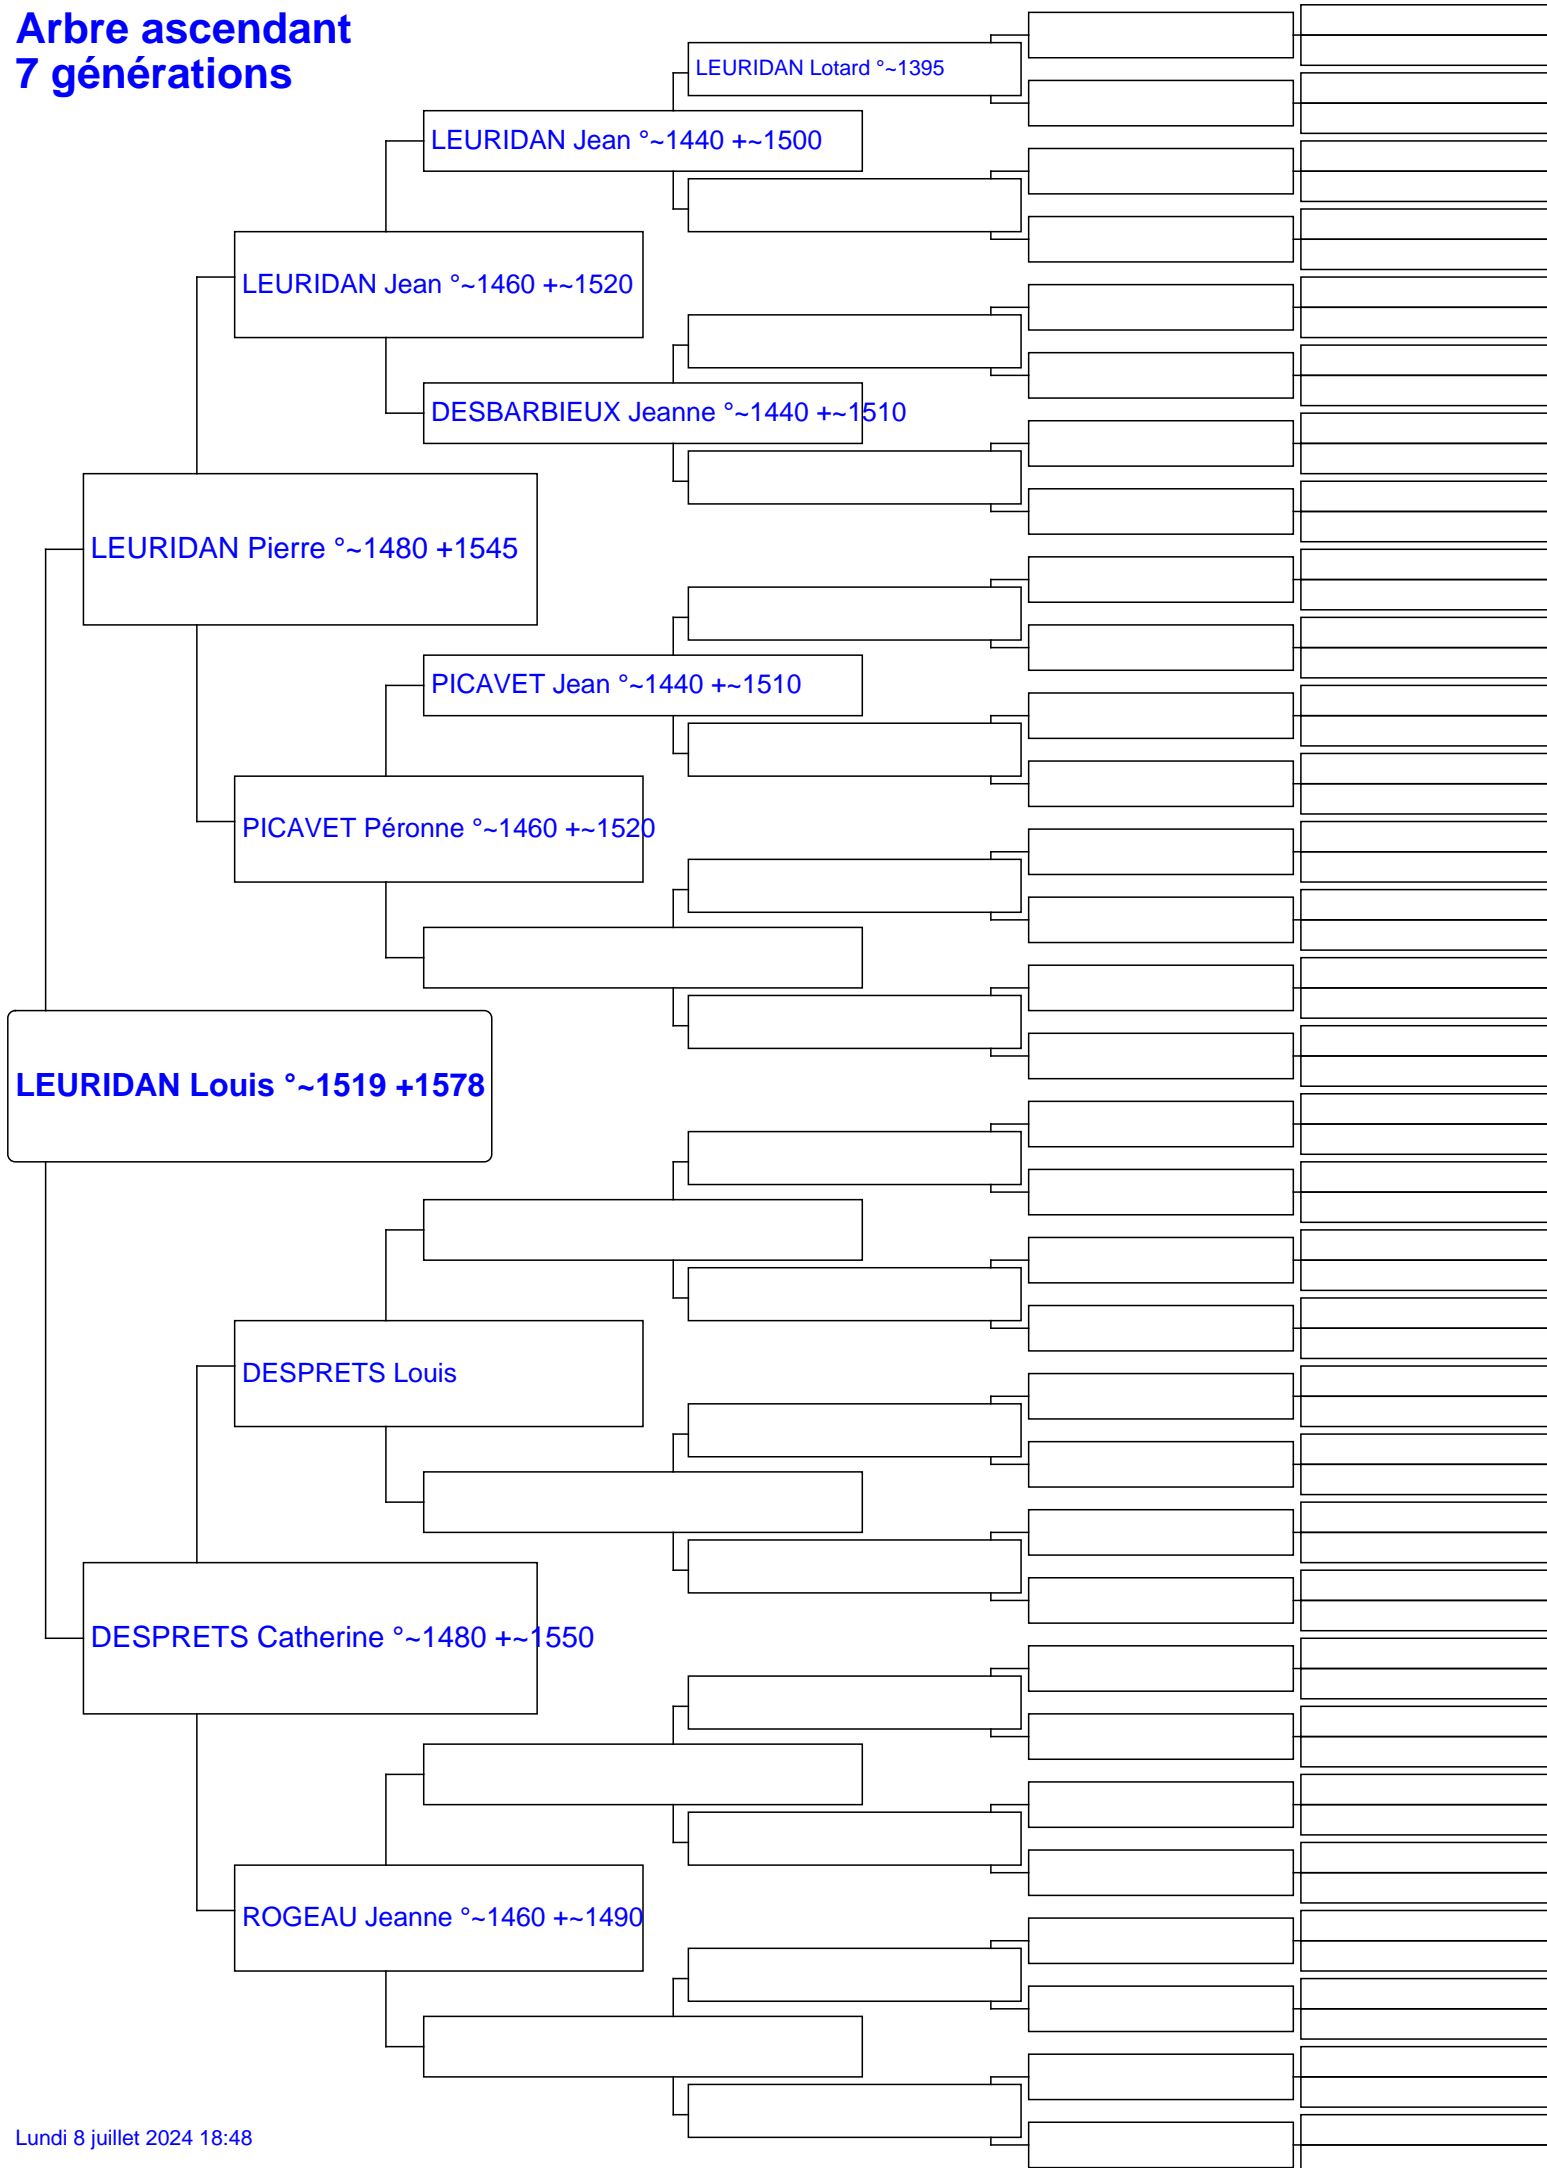 Arbre ascendant
7 générations
LEURIDAN Lotard °~1395
LEURIDAN Jean °~1440 +~1500
LEURIDAN Jean °~1460 +~1520
DESBARBIEUX Jeanne °~1440 +~1510
LEURIDAN Pierre °~1480 +1545
PICAVET Jean °~1440 +~1510
PICAVET Péronne °~1460 +~1520
LEURIDAN Louis °~1519 +1578
DESPRETS Louis
DESPRETS Catherine °~1480 +~1550
ROGEAU Jeanne °~1460 +~1490
Lundi 8 juillet 2024 18:48